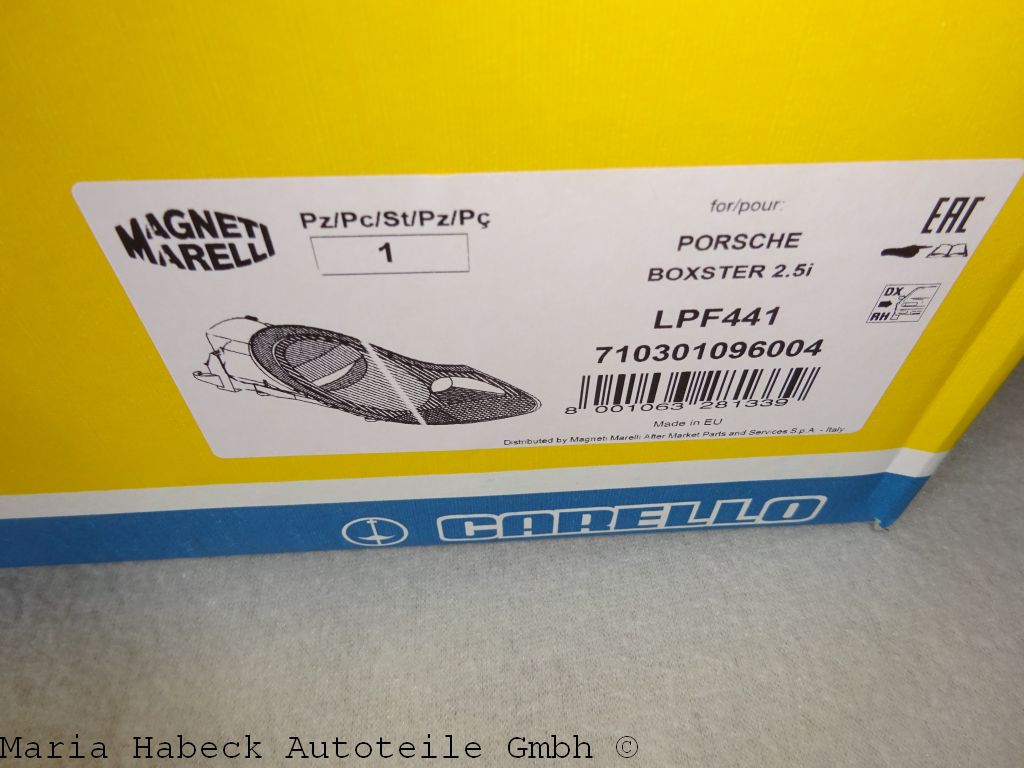 MAGNETI
MARELLI
Pz/Pc/St/Pz/Pç
1
for/pour:
PORSCHE
BOXSTER 2.5i
LPF441
710301096004
8 001063 281339
Made in EU
Distributed by Magneti Marelli After Market Parts and Services S.p.A. - Italy
EAC
DX
RH
CARELLO
Maria Habeck Autoteile Gmbh ©